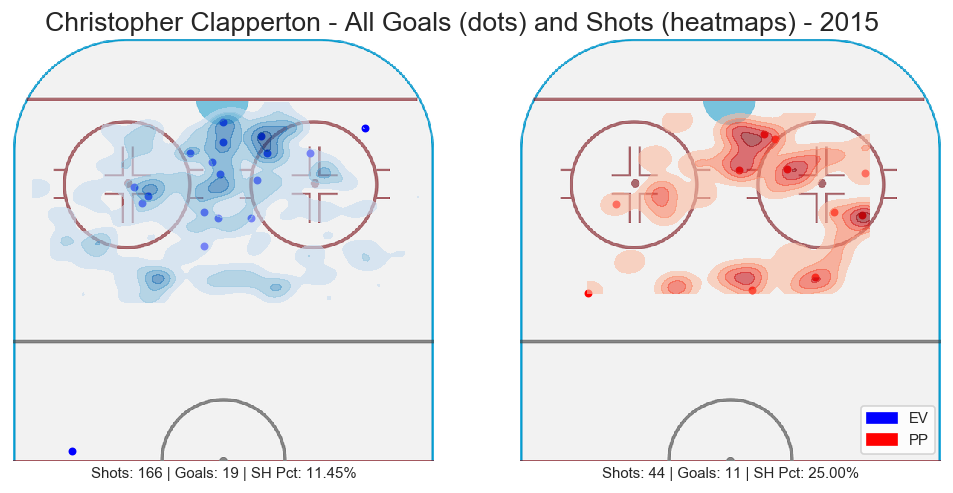 Christopher Clapperton - All Goals (dots) and Shots (heatmaps) - 2015
EV
PP
Shots: 166 | Goals: 19 | SH Pct: 11.45%
Shots: 44 | Goals: 11 | SH Pct: 25.00%